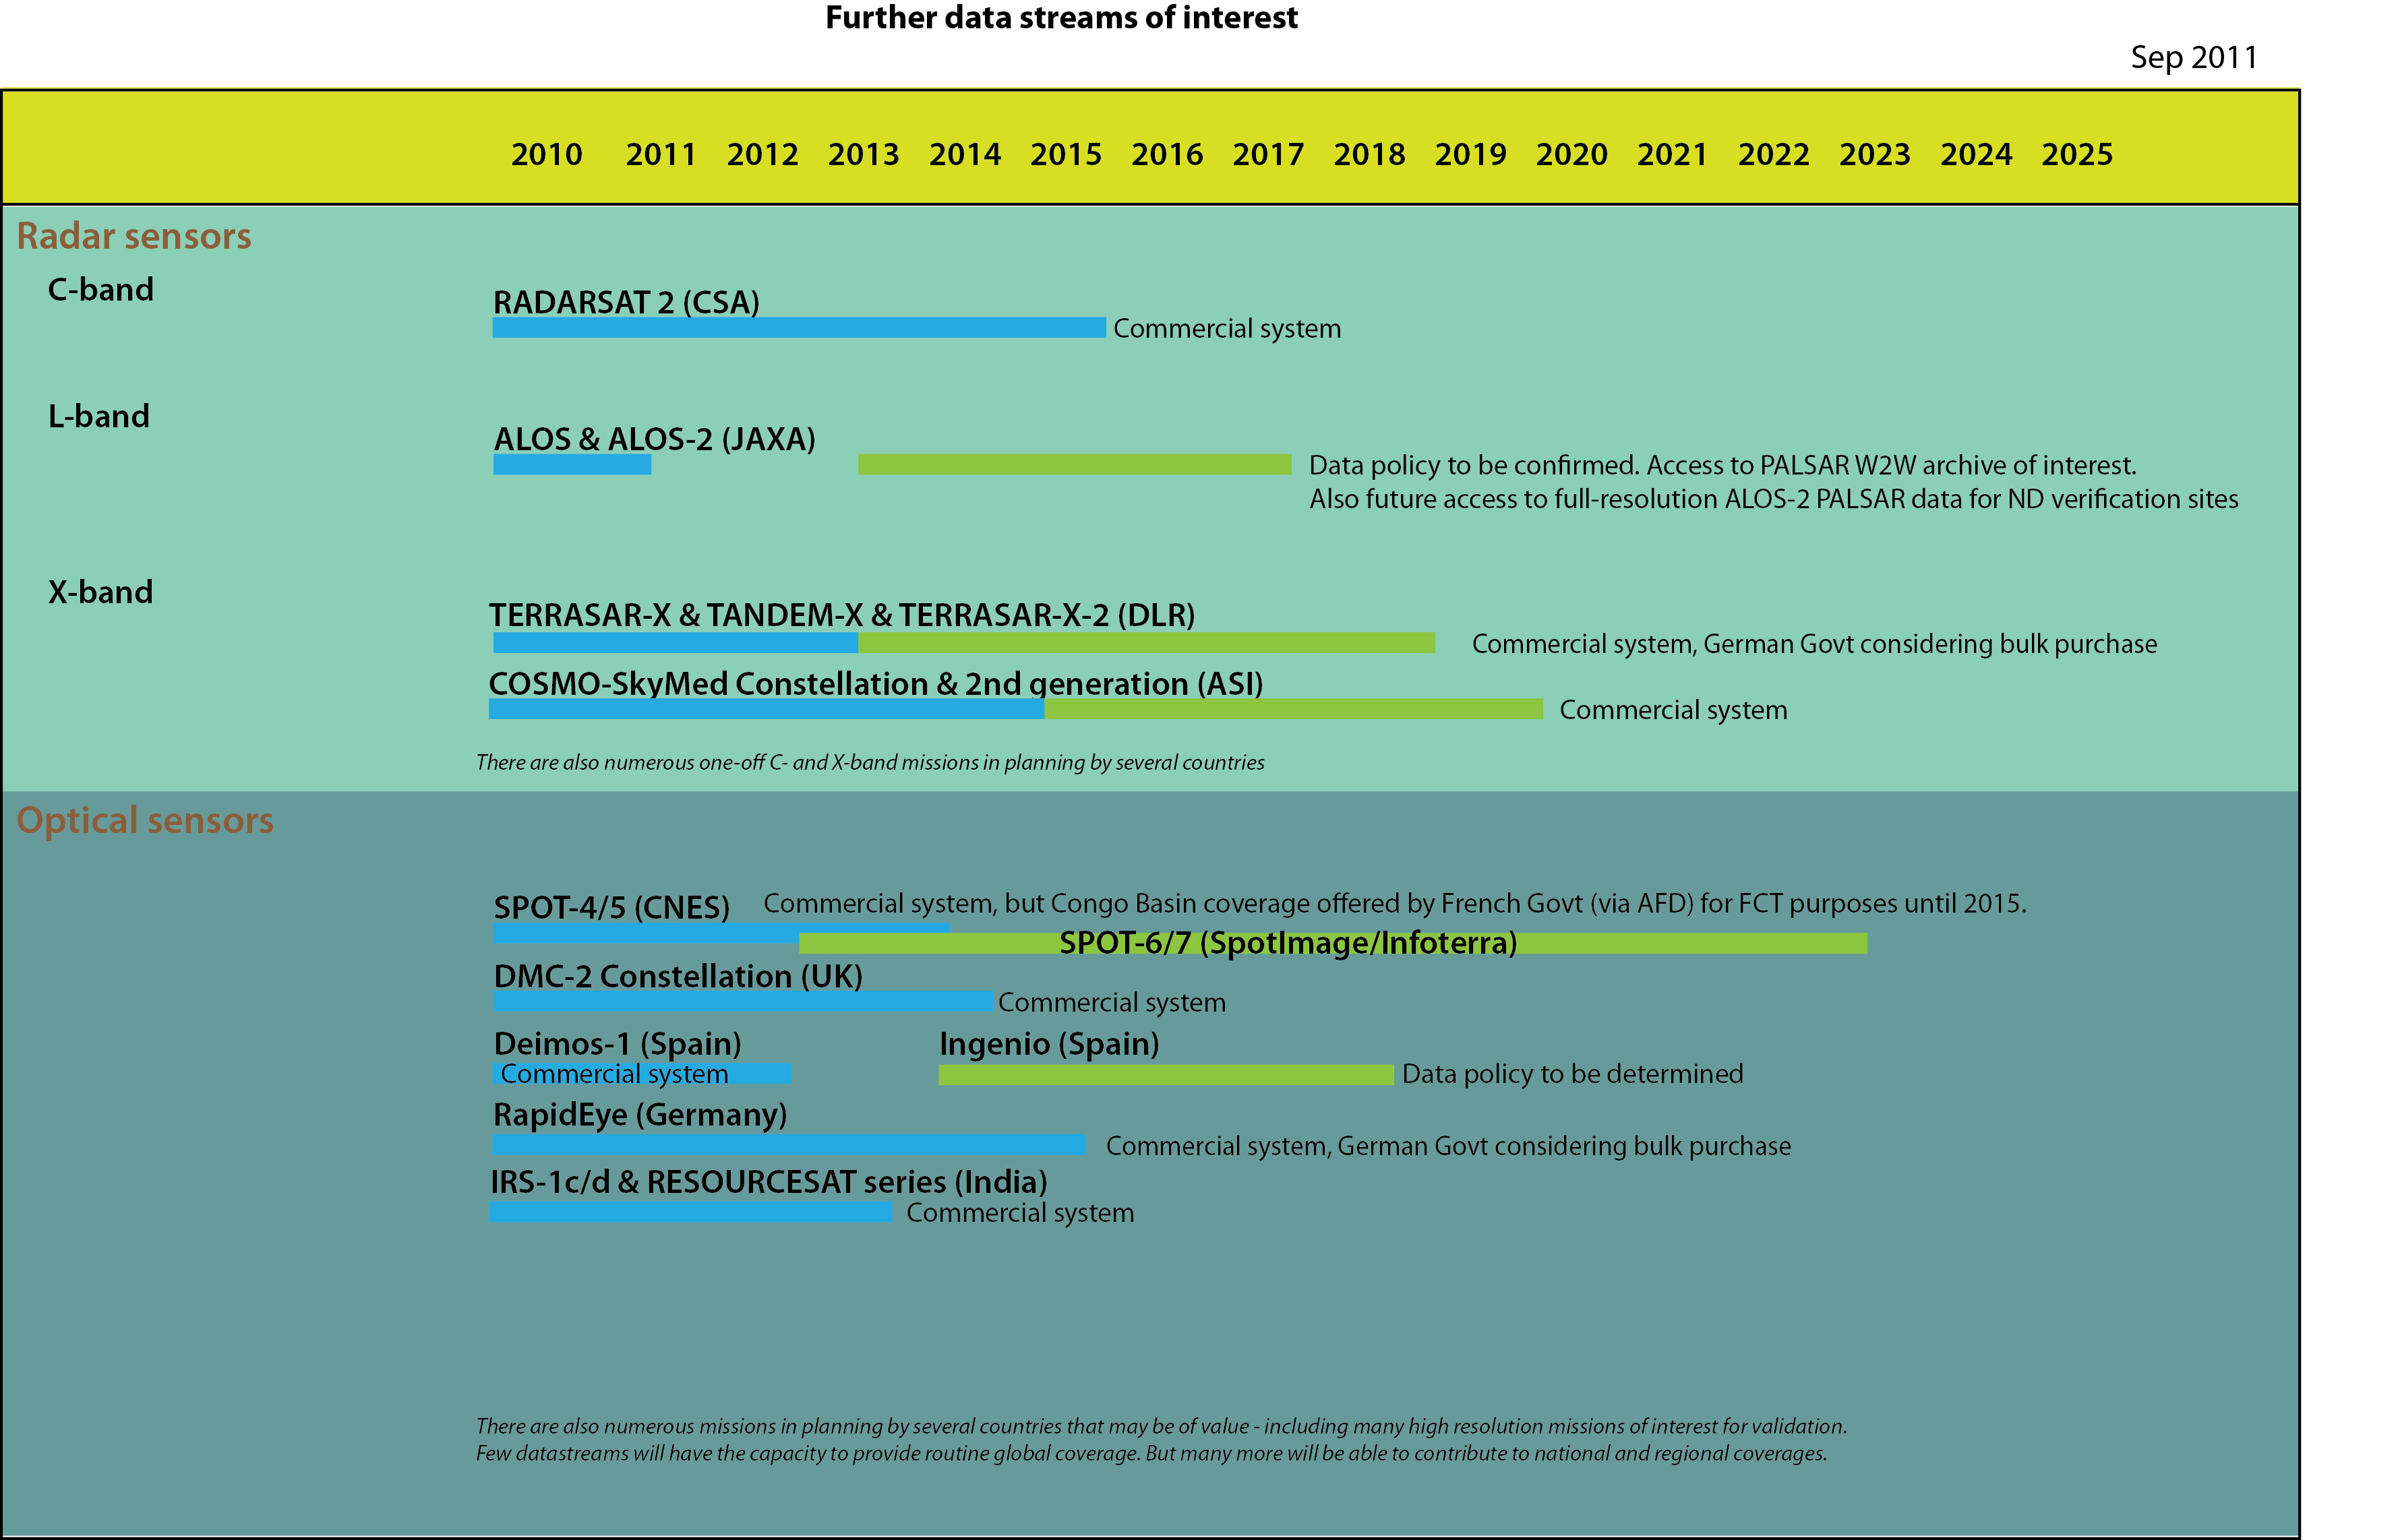 Further data streams of interest
Sep 2011
2010 2011 2012 2013 2014 2015 2016 2017 2018 2019 2020 2021 2022 2023 2024 2025
Radar sensors
C-band
RADARSAT 2 (CSA)
Commercial system
L-band
ALOS & ALOS-2 (JAXA)
Data policy to be confirmed. Access to PALSAR W2W archive of interest.
Also future access to full-resolution ALOS-2 PALSAR data for ND verification sites
X-band
TERRASAR-X & TANDEM-X & TERRASAR-X-2 (DLR)
Commercial system, German Govt considering bulk purchase
COSMO-SkyMed Constellation & 2nd generation (ASI)
Commercial system
There are also numerous one-off C- and X-band missions in planning by several countries
Optical sensors
SPOT-4/5 (CNES) Commercial system, but Congo Basin coverage offered by French Govt (via AFD) for FCT purposes until 2015.
SPOT-6/7 (SpotImage/Infoterra)
DMC-2 Constellation (UK)
Commercial system
Deimos-1 (Spain) Ingenio (Spain)
Commercial system Data policy to be determined
RapidEye (Germany)
Commercial system, German Govt considering bulk purchase
IRS-1c/d & RESOURCESAT series (India)
Commercial system
There are also numerous missions in planning by several countries that may be of value - including many high resolution missions of interest for validation.
Few datastreams will have the capacity to provide routine global coverage. But many more will be able to contribute to national and regional coverages.